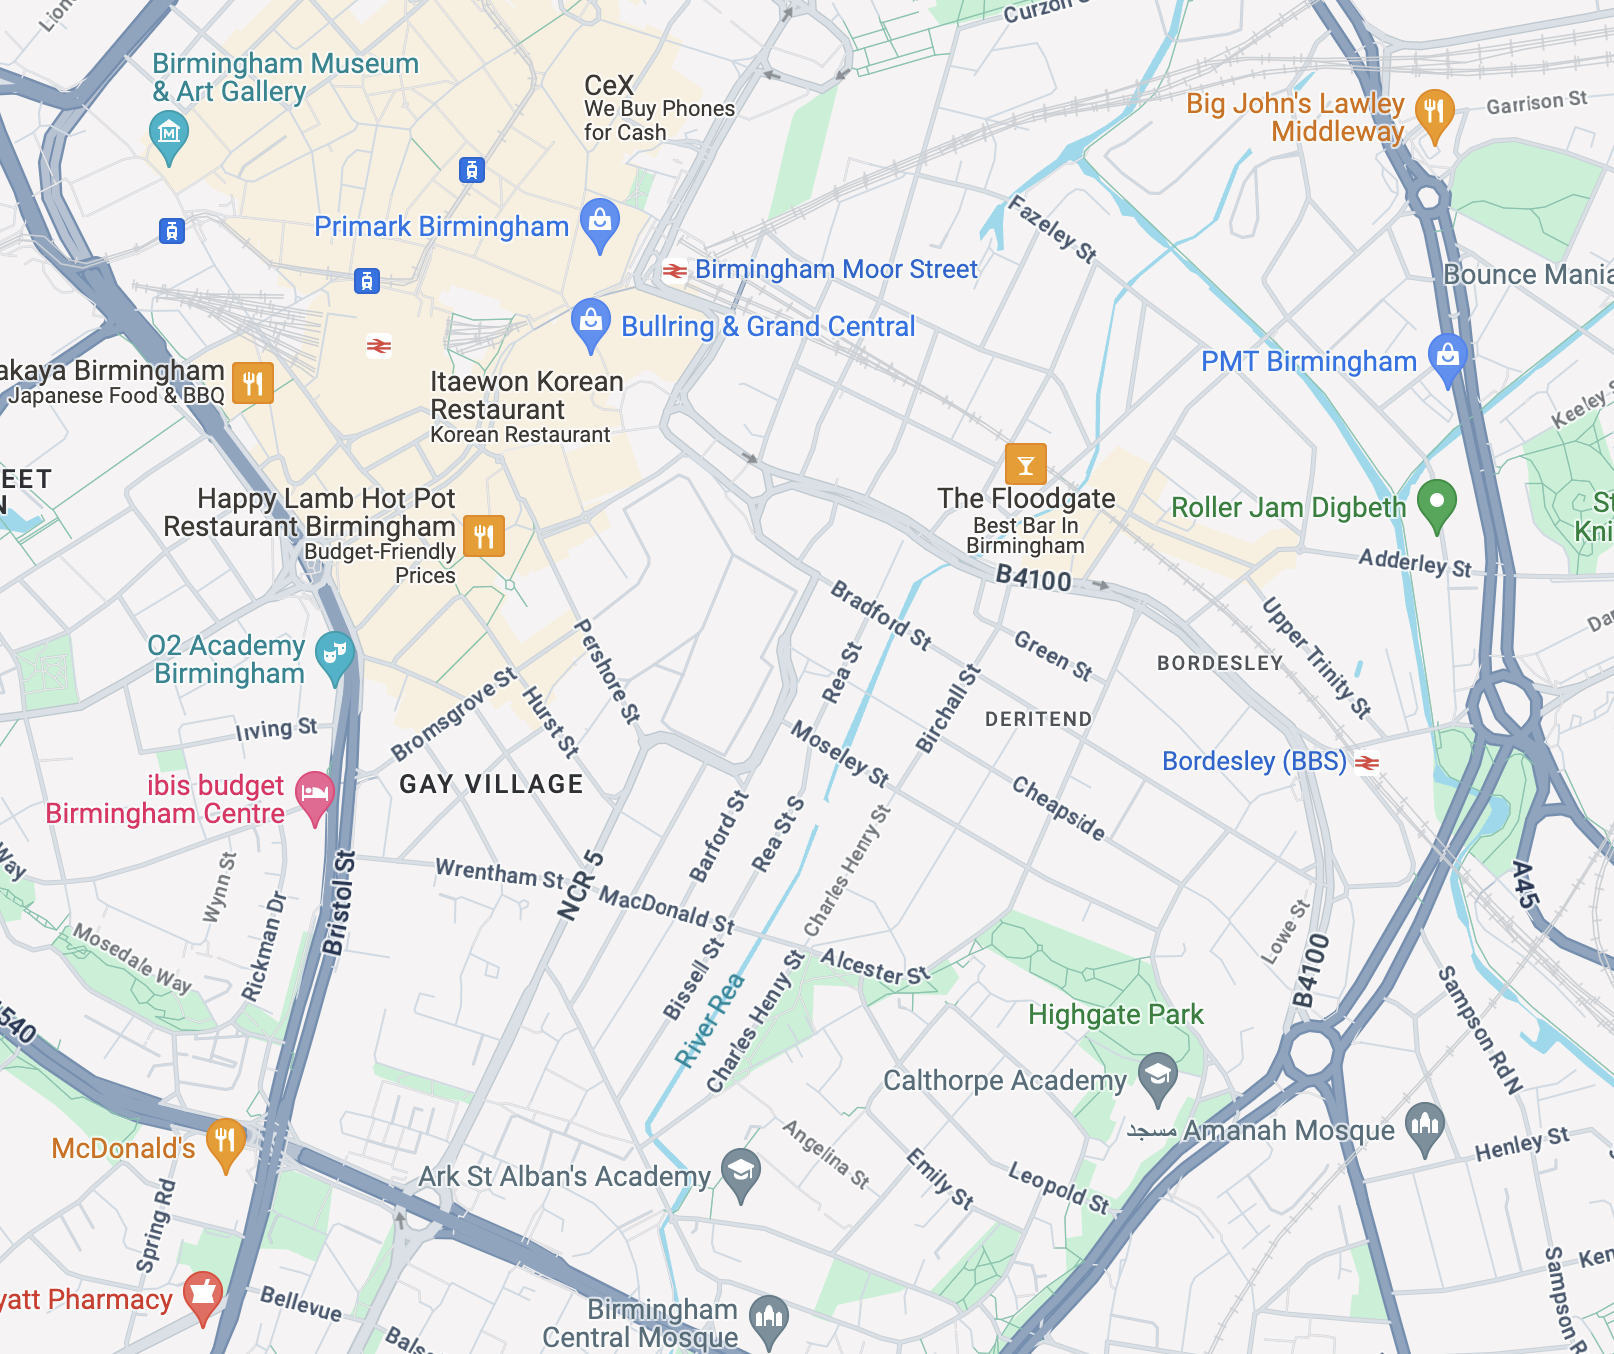 Curzon
Birmingham Museum
& Art Gallery
CeX
We Buy Phones
for Cash
Big John's Lawley
Middleway
Garrison St
Primark Birmingham
Fazeley St
Birmingham Moor Street
Bounce Mania
Bullring & Grand Central
PMT Birmingham
akaya Birmingham
Japanese Food & BBQ
Itaewon Korean
Restaurant
Korean Restaurant
Keeley S
EET
N
Happy Lamb Hot Pot
Restaurant Birmingham
Budget-Friendly
Prices
The Floodgate
Best Bar In
Birmingham
Roller Jam Digbeth
St
Kni
Adderley St
B4100
Bradford St
Upper Trinity St
Dar
O2 Academy
Birmingham
Pershore St
Rea St
Green St
BORDESLEY
Birchall St
DERITEND
Irving St
Bromsgrove St
Hurst St
Moseley St
Bordesley (BBS)
ibis budget
Birmingham Centre
GAY VILLAGE
Cheapside
Way
Barford St
Rea St S
Charles Henry St
Wrentham St
NCR 5
MacDonald St
A45
Wynn St
Rickman Dr
Bristol St
Mosedale Way
Bissell St
Alcester St
Lowe St
B4100
River Rea
Charles Henry St
Sampson Rd N
540
Highgate Park
Calthorpe Academy
مسجد Amanah Mosque
McDonald's
Angelina St
Emily St
Leopold St
Henley St
Ark St Alban's Academy
Spring Rd
Sampson R
Ken
yatt Pharmacy
Bellevue
Birmingham
Central Mosque
Bals